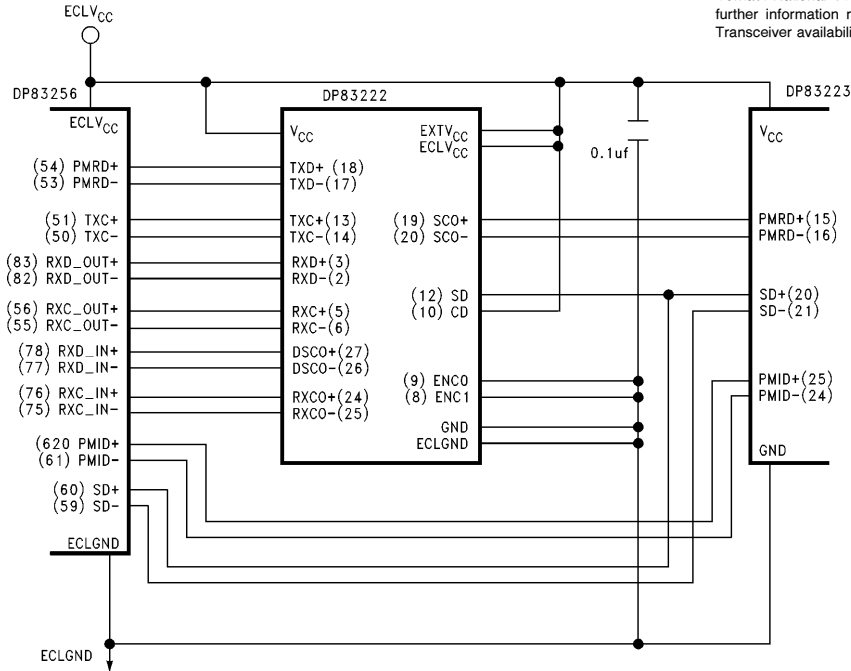 further information r
Transceiver availabili
ECLVCC
DP83256
DP83222
DP83223
ECLVCC
(54) PMRD+
(53) PMRD-
(51) TXC+
(50) TXC-
(83) RXD_OUT+
(82) RXD_OUT-
(56) RXC_OUT+
(55) RXC_OUT-
(78) RXD_IN+
(77) RXD_IN-
(76) RXC_IN+
(75) RXC_IN-
(620 PMID+
(61) PMID-
(60) SD+
(59) SD-
ECLGND
ECLGND
VCC
TXD+ (18)
TXD-(17)
TXC+(13)
TXC-(14)
RXD+(3)
RXD-(2)
RXC+(5)
RXC-(6)
DSCO+(27)
DSCO-(26)
RXCO+(24)
RXCO-(25)
EXTVCC
ECLVCC
(19) SCO+
(20) SCO-
(12) SD
(10) CD
(9) ENC0
(8) ENC1
GND
ECLGND
0.1uf
VCC
PMRD+(15)
PMRD-(16)
SD+(20)
SD-(21)
PMID+(25)
PMID-(24)
GND